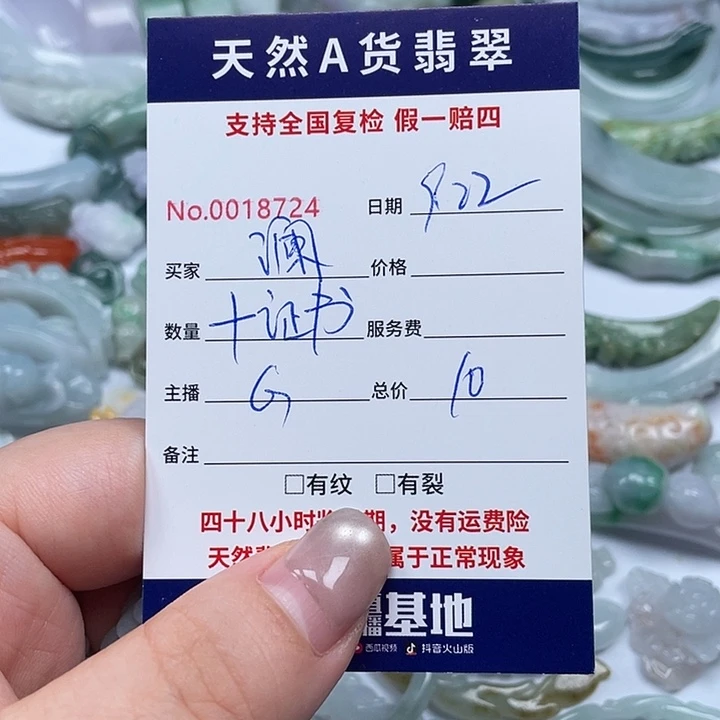 天然A货翡翠
支持全国复检 假一赔四
No.0018724 日期 9.22
买家 澜 价格
数量 +证书 服务费
主播 G 总价 10
备注
□有纹 □有裂
四十八小时 期，没有运费险
天然 属于正常现象
直播基地
西瓜视频 抖音火山版